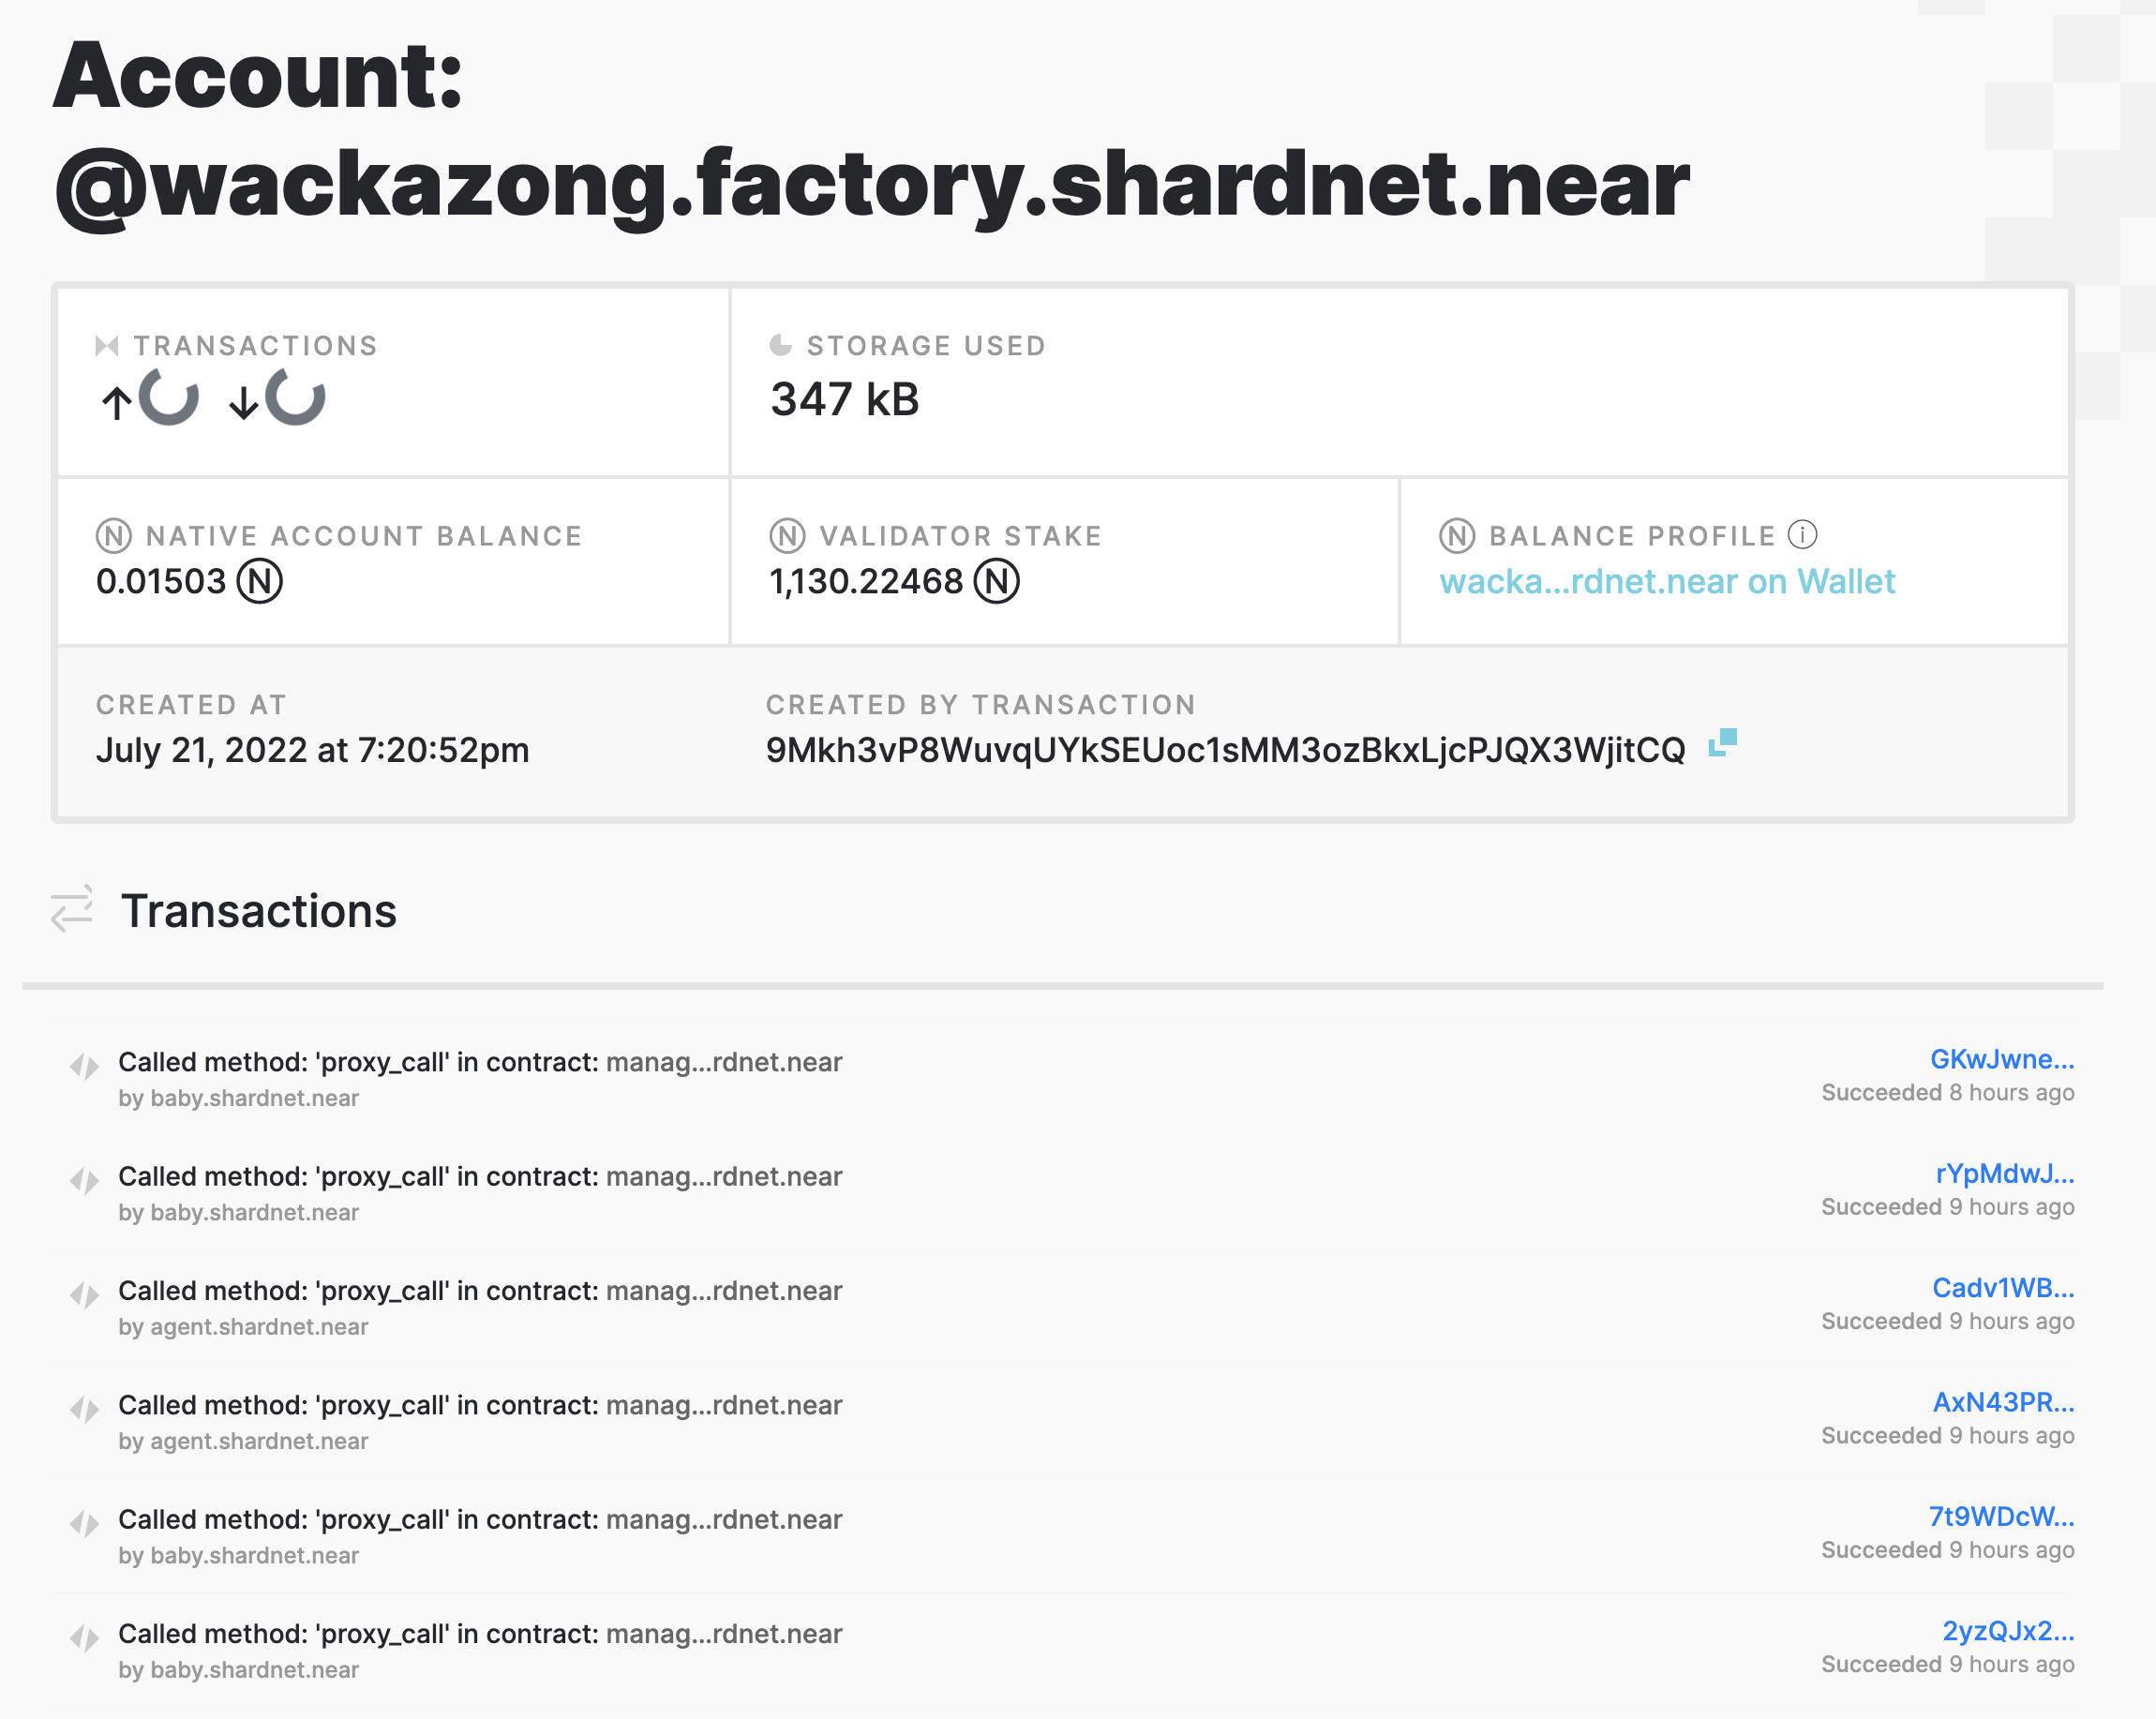 Account:
@wackazong.factory.shardnet.near
TRANSACTIONS
↑ ↓
STORAGE USED
347 kB
NATIVE ACCOUNT BALANCE
0.01503 N
VALIDATOR STAKE
1,130.22468 N
BALANCE PROFILE
wacka...rdnet.near on Wallet
CREATED AT
July 21, 2022 at 7:20:52pm
CREATED BY TRANSACTION
9Mkh3vP8WuvqUYkSEUoc1sMM3ozBkxLjcPJQX3WjitCQ
Transactions
Called method: 'proxy_call' in contract: manag...rdnet.near
by baby.shardnet.near
GKwJwne...
Succeeded 8 hours ago
Called method: 'proxy_call' in contract: manag...rdnet.near
by baby.shardnet.near
rYpMdwJ...
Succeeded 9 hours ago
Called method: 'proxy_call' in contract: manag...rdnet.near
by agent.shardnet.near
Cadv1WB...
Succeeded 9 hours ago
Called method: 'proxy_call' in contract: manag...rdnet.near
by agent.shardnet.near
AxN43PR...
Succeeded 9 hours ago
Called method: 'proxy_call' in contract: manag...rdnet.near
by baby.shardnet.near
7t9WDcW...
Succeeded 9 hours ago
Called method: 'proxy_call' in contract: manag...rdnet.near
by baby.shardnet.near
2yzQJx2...
Succeeded 9 hours ago